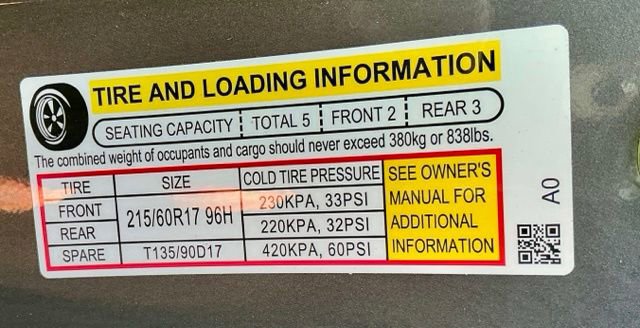 TIRE AND LOADING INFORMATION
SEATING CAPACITY TOTAL 5 FRONT 2 REAR 3
The combined weight of occupants and cargo should never exceed 380kg or 838lbs.
TIRE SIZE COLD TIRE PRESSURE
FRONT 215/60R17 96H 230KPA, 33PSI
REAR 220KPA, 32PSI
SPARE T135/90D17 420KPA, 60PSI
SEE OWNER'S
MANUAL FOR
ADDITIONAL
INFORMATION
A0